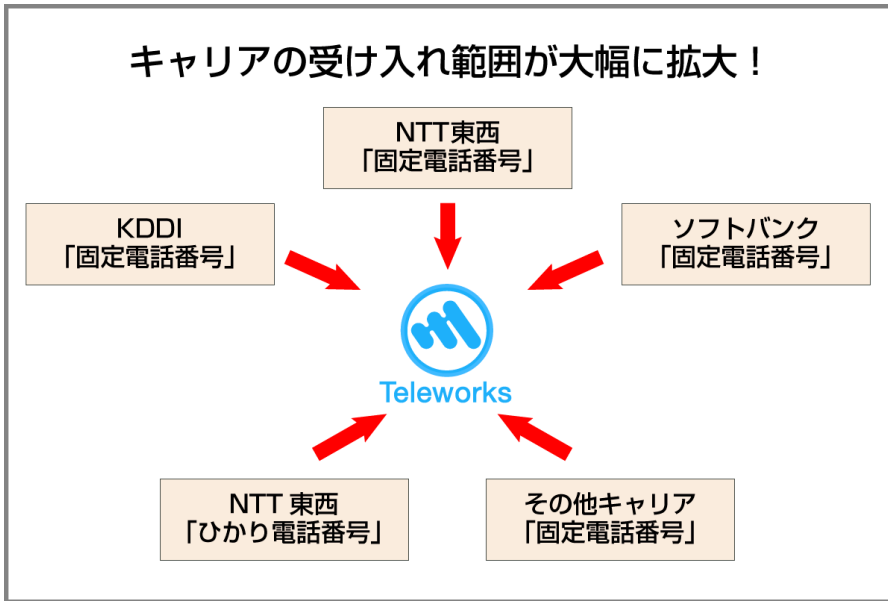 キャリアの受け入れ範囲が大幅に拡大！
NTT東西
「固定電話番号」
KDDI
「固定電話番号」
ソフトバンク
「固定電話番号」
Teleworks
NTT 東西
「ひかり電話番号」
その他キャリア
「固定電話番号」